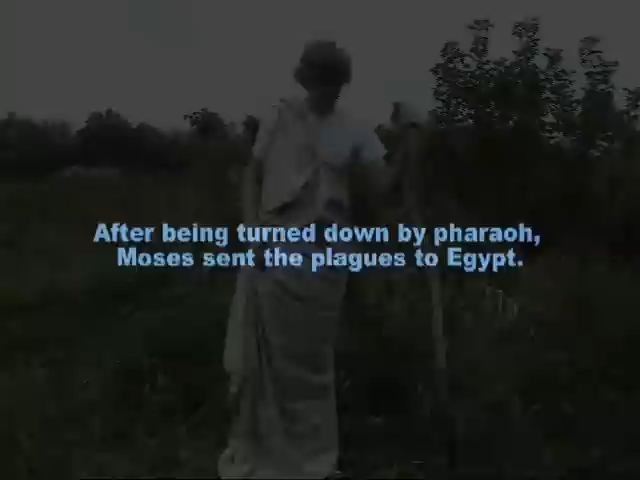 After being turned down by pharaoh,
Moses sent the plagues to Egypt.